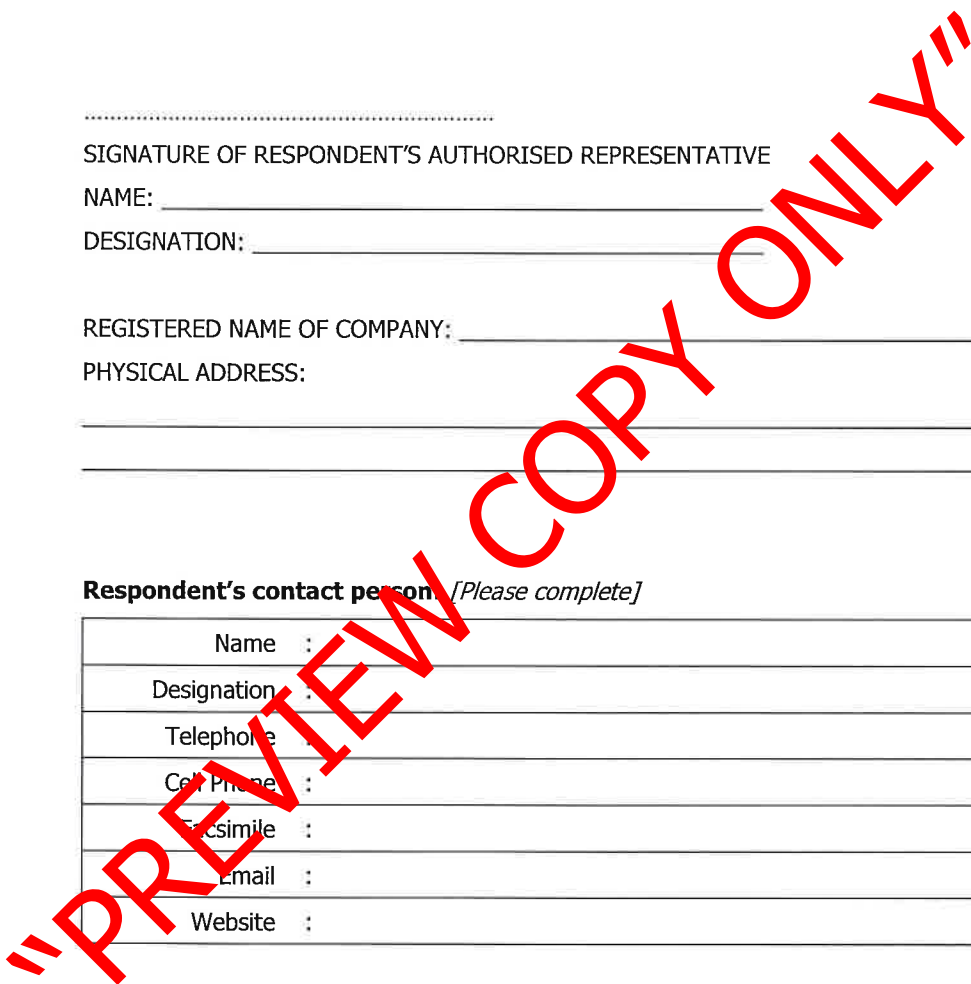 SIGNATURE OF RESPONDENT'S AUTHORISED REPRESENTATIVE
NAME:
DESIGNATION:
REGISTERED NAME OF COMPANY:
PHYSICAL ADDRESS:
Respondent's contact person: [Please complete]
Name :
Designation :
Telephone :
Cell Phone :
Facsimile :
Email :
Website :
"PREVIEW COPY ONLY"